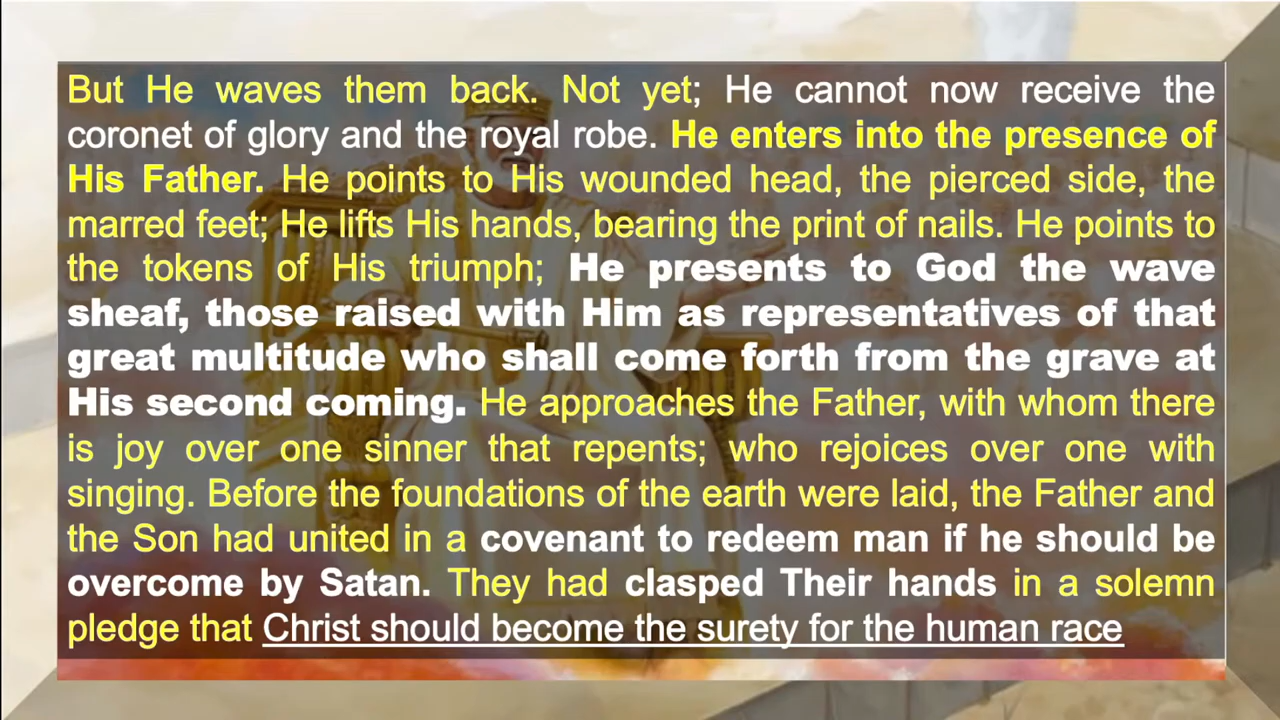 But He waves them back. Not yet; He cannot now receive the
coronet of glory and the royal robe. He enters into the presence of
His Father. He points to His wounded head, the pierced side, the
marred feet; He lifts His hands, bearing the print of nails. He points to
the tokens of His triumph; He presents to God the wave
sheaf, those raised with Him as representatives of that
great multitude who shall come forth from the grave at
His second coming. He approaches the Father, with whom there
is joy over one sinner that repents; who rejoices over one with
singing. Before the foundations of the earth were laid, the Father and
the Son had united in a covenant to redeem man if he should be
overcome by Satan. They had clasped Their hands in a solemn
pledge that Christ should become the surety for the human race